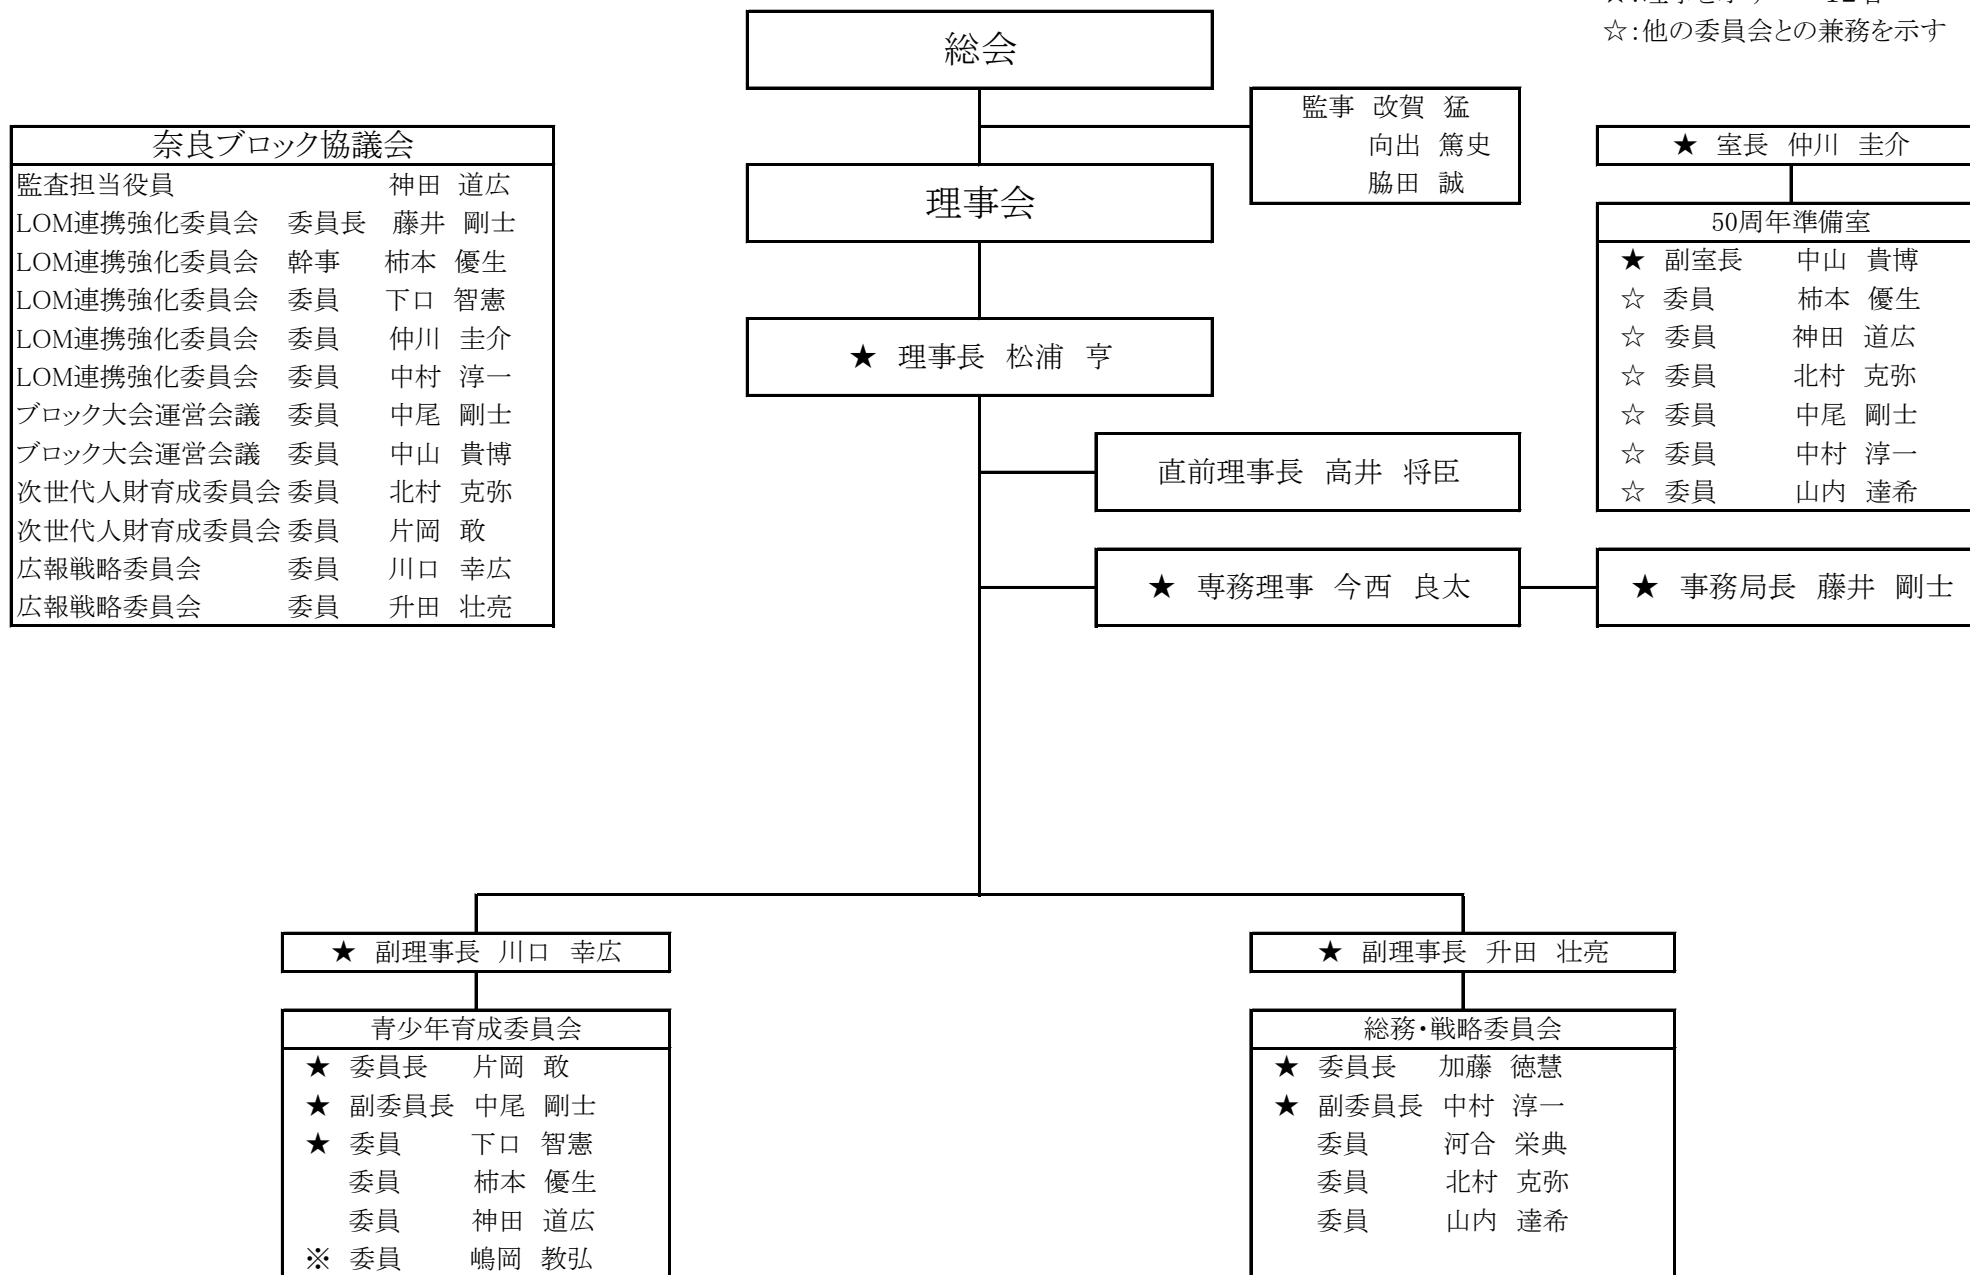 ☆:他の委員会との兼務を示す
総会
監事 改賀 猛
向出 篤史
脇田 誠
理事会
★ 理事長 松浦 亨
直前理事長 高井 将臣
★ 専務理事 今西 良太
★ 事務局長 藤井 剛士
奈良ブロック協議会
監査担当役員 神田 道広
LOM連携強化委員会 委員長 藤井 剛士
LOM連携強化委員会 幹事 柿本 優生
LOM連携強化委員会 委員 下口 智憲
LOM連携強化委員会 委員 仲川 圭介
LOM連携強化委員会 委員 中村 淳一
ブロック大会運営会議 委員 中尾 剛士
ブロック大会運営会議 委員 中山 貴博
次世代人財育成委員会 委員 北村 克弥
次世代人財育成委員会 委員 片岡 敢
広報戦略委員会 委員 川口 幸広
広報戦略委員会 委員 升田 壮亮
★ 室長 仲川 圭介
50周年準備室
★ 副室長 中山 貴博
☆ 委員 柿本 優生
☆ 委員 神田 道広
☆ 委員 北村 克弥
☆ 委員 中尾 剛士
☆ 委員 中村 淳一
☆ 委員 山内 達希
★ 副理事長 川口 幸広
青少年育成委員会
★ 委員長 片岡 敢
★ 副委員長 中尾 剛士
★ 委員 下口 智憲
委員 柿本 優生
委員 神田 道広
※ 委員 嶋岡 教弘
★ 副理事長 升田 壮亮
総務・戦略委員会
★ 委員長 加藤 徳慧
★ 副委員長 中村 淳一
委員 河合 栄典
委員 北村 克弥
委員 山内 達希